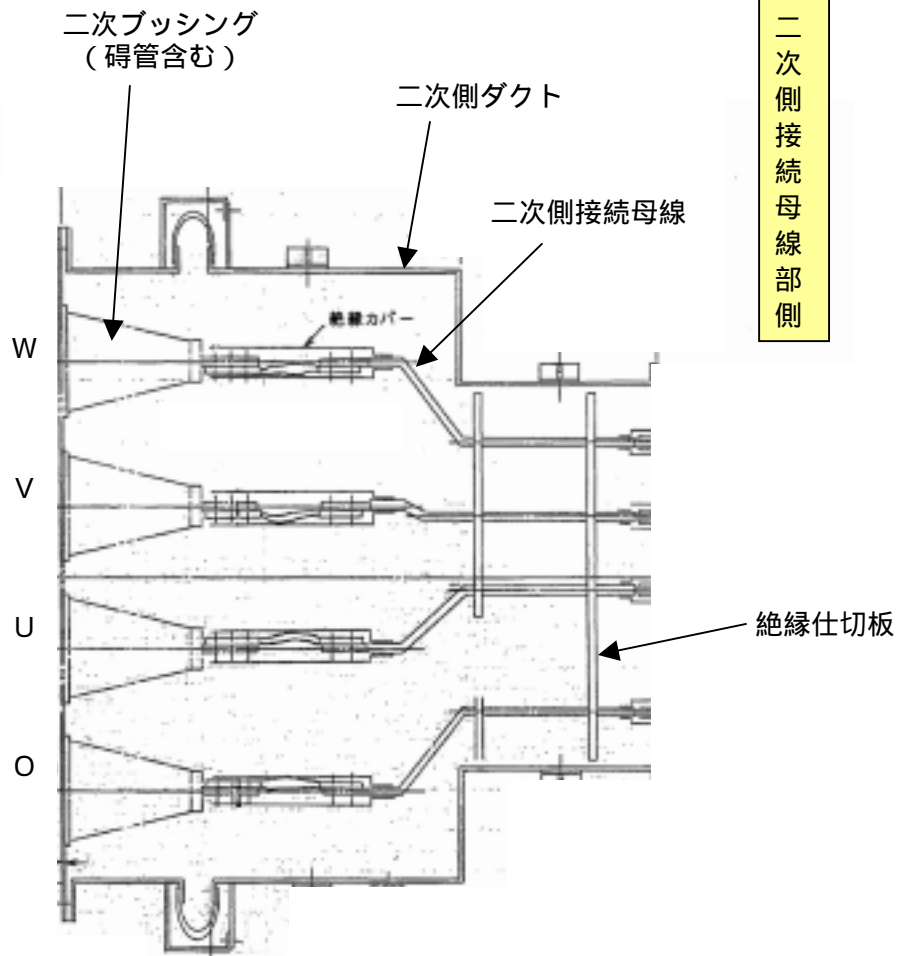 二次ブッシング
（碍管含む）
二次側ダクト
二次側接続母線部側
二次側接続母線
絶縁カバー
W
V
U
絶縁仕切板
O